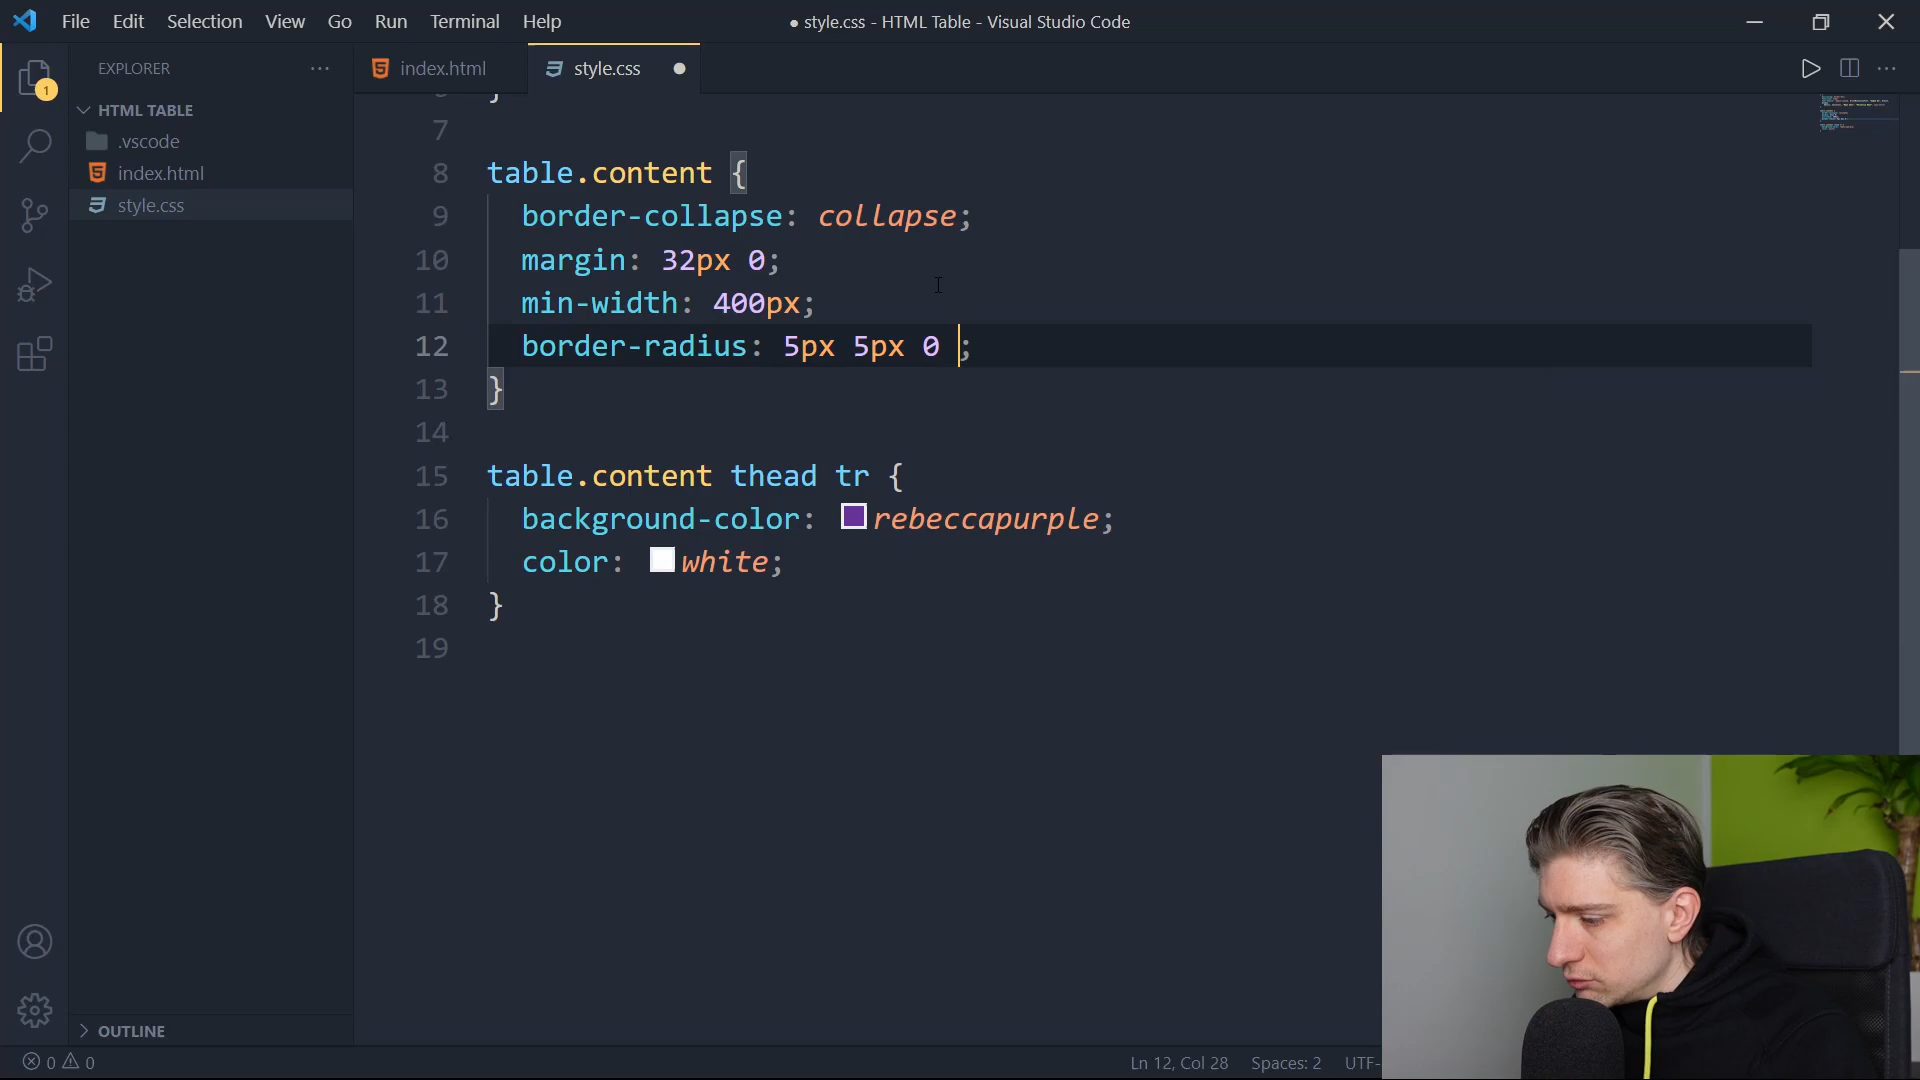 File Edit Selection View Go Run Terminal Help
● style.css - HTML Table - Visual Studio Code
EXPLORER
index.html
style.css
1
HTML TABLE
.vscode
index.html
style.css
7
8 table.content {
9 border-collapse: collapse;
10 margin: 32px 0;
11 min-width: 400px;
12 border-radius: 5px 5px 0 ;
13 }
14
15 table.content thead tr {
16 background-color: rebeccapurple;
17 color: white;
18 }
19
OUTLINE
0 0
Ln 12, Col 28 Spaces: 2 UTF-